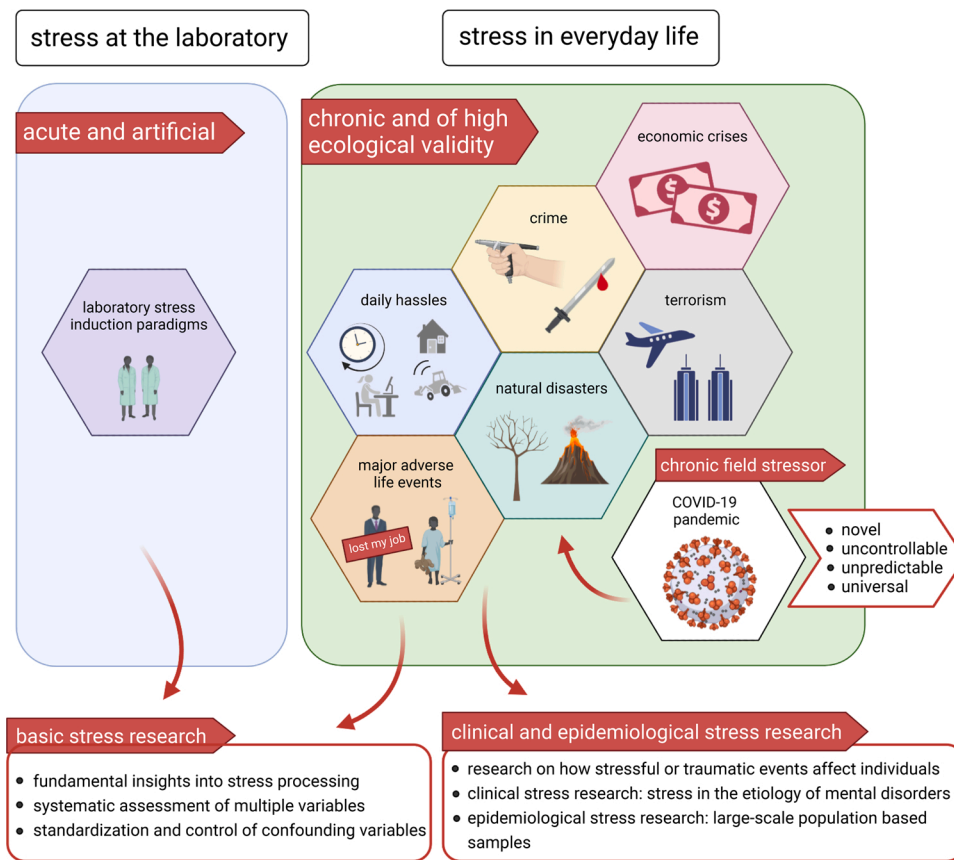 stress at the laboratory
stress in everyday life
acute and artificial
chronic and of high
ecological validity
economic crises
$
$
crime
laboratory stress
induction paradigms
daily hassles
terrorism
natural disasters
major adverse
life events
lost my job
chronic field stressor
COVID-19
pandemic
novel
uncontrollable
unpredictable
universal
basic stress research
fundamental insights into stress processing
systematic assessment of multiple variables
standardization and control of confounding variables
clinical and epidemiological stress research
research on how stressful or traumatic events affect individuals
clinical stress research: stress in the etiology of mental disorders
epidemiological stress research: large-scale population based
samples